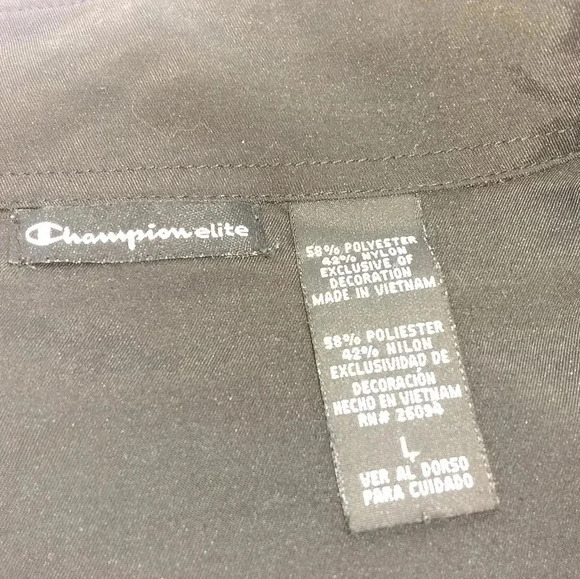 Champion elite
58% POLYESTER
42% NYLON
EXCLUSIVE OF
DECORATION
MADE IN VIETNAM
58% POLIESTER
42% NILON
EXCLUSIVIDAD DE
DECORACIÓN
HECHO EN VIETNAM
RN# 26094
L
VER AL DORSO
PARA CUIDADO